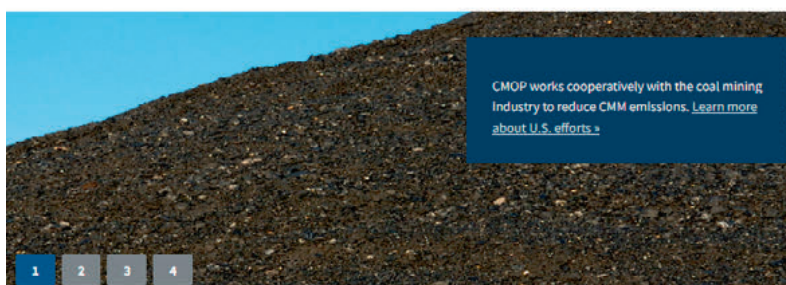 CMOP works cooperatively with the coal mining
Industry to reduce CMM emissions. Learn more
about U.S. efforts »
1 2 3 4